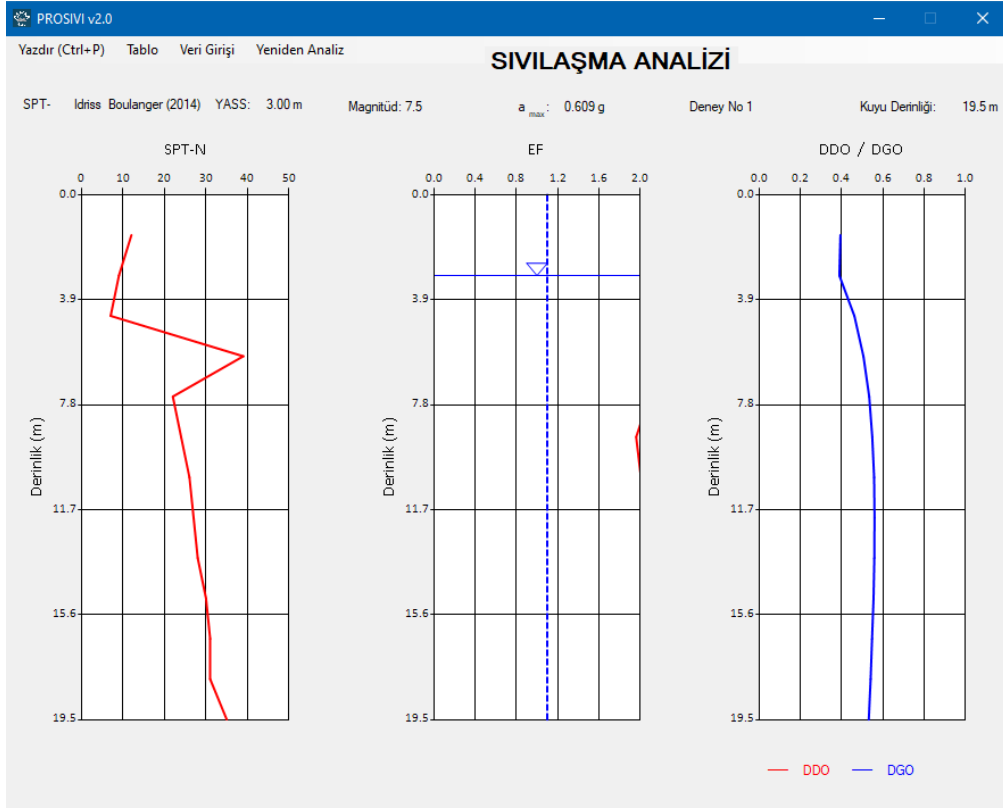 PROSIVI v2.0
Yazdır (Ctrl+P) Tablo Veri Girişi Yeniden Analiz
SIVILAŞMA ANALİZİ
SPT- Idriss Boulanger (2014) YASS: 3.00 m Magnitüd: 7.5 a max: 0.609 g Deney No 1 Kuyu Derinliği: 19.5 m
SPT-N
0 10 20 30 40 50
0.0
3.9
7.8
11.7
15.6
19.5
Derinlik (m)
EF
0.0 0.4 0.8 1.2 1.6 2.0
0.0
3.9
7.8
11.7
15.6
19.5
Derinlik (m)
DDO / DGO
0.0 0.2 0.4 0.6 0.8 1.0
0.0
3.9
7.8
11.7
15.6
19.5
Derinlik (m)
DDO DGO